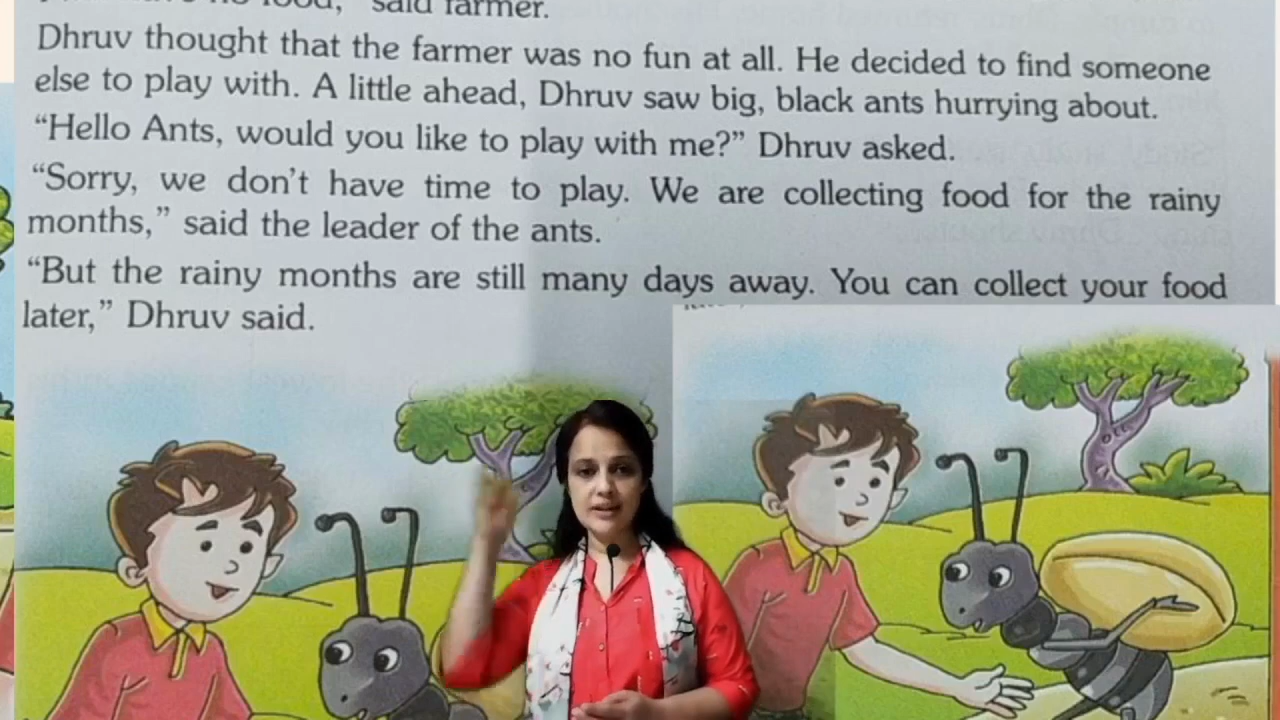 no food," said farmer.
Dhruv thought that the farmer was no fun at all. He decided to find someone
else to play with. A little ahead, Dhruv saw big, black ants hurrying about.
"Hello Ants, would you like to play with me?" Dhruv asked.
"Sorry, we don't have time to play. We are collecting food for the rainy
months," said the leader of the ants.
"But the rainy months are still many days away. You can collect your food
later," Dhruv said.